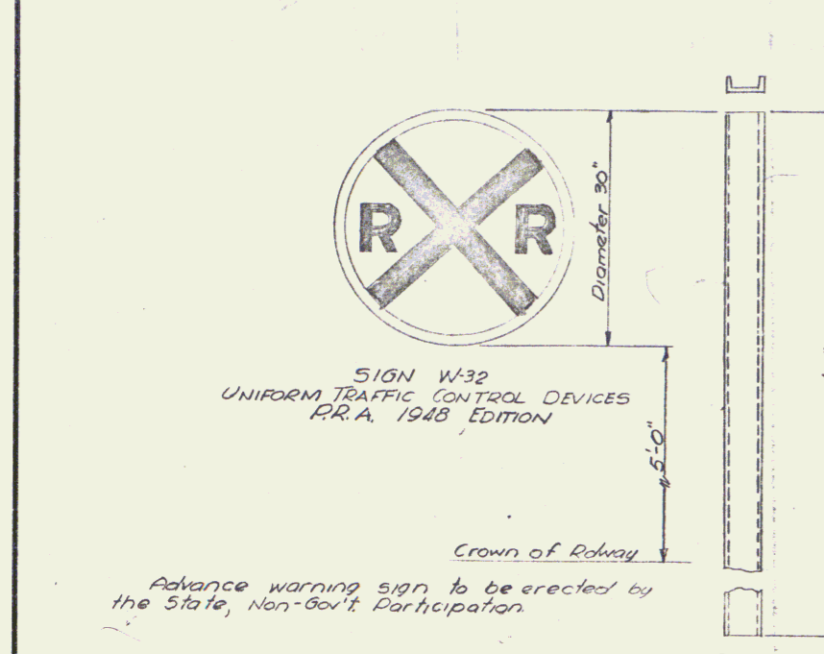 R R
Diameter 30"
SIGN W-32
UNIFORM TRAFFIC CONTROL DEVICES
P.R.A. 1948 EDITION
5'-0"
Crown of Rdway
Advance warning sign to be erected by
the State, Non-Gov't. Participation